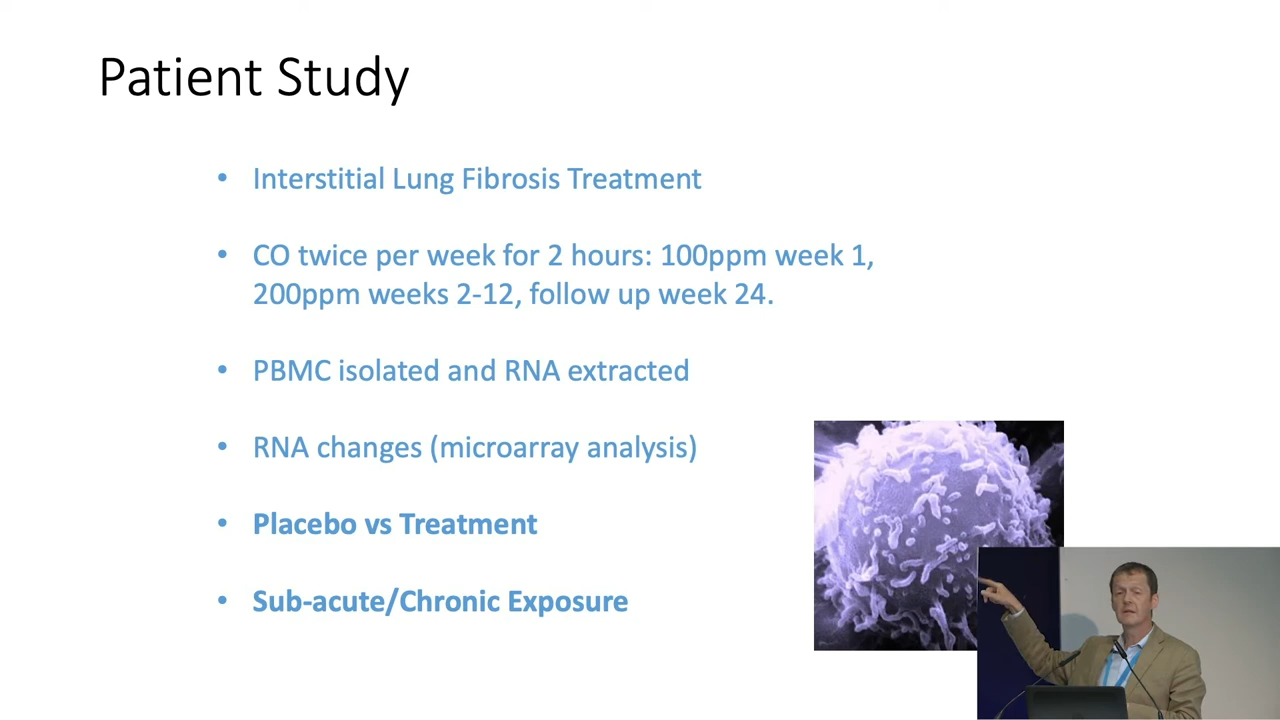 Patient Study
• Interstitial Lung Fibrosis Treatment
• CO twice per week for 2 hours: 100ppm week 1,
200ppm weeks 2-12, follow up week 24.
• PBMC isolated and RNA extracted
• RNA changes (microarray analysis)
• Placebo vs Treatment
• Sub-acute/Chronic Exposure